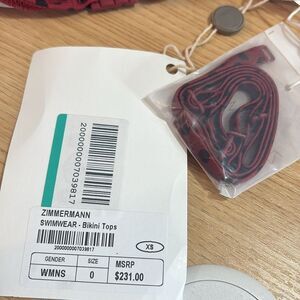 2000000007039817
ZIMMERMANN
SWIMWEAR - Bikini Tops
2000000007039817
XS
GENDER SIZE MSRP
WMNS 0 $231.00